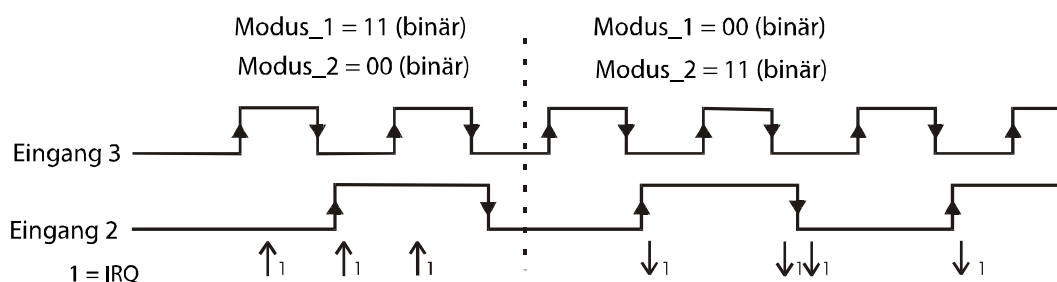 Modus_1 = 11 (binär) Modus_1 = 00 (binär)
Modus_2 = 00 (binär) Modus_2 = 11 (binär)
Eingang 3
Eingang 2
1 = IRQ 1 1 1 1 1 1 1